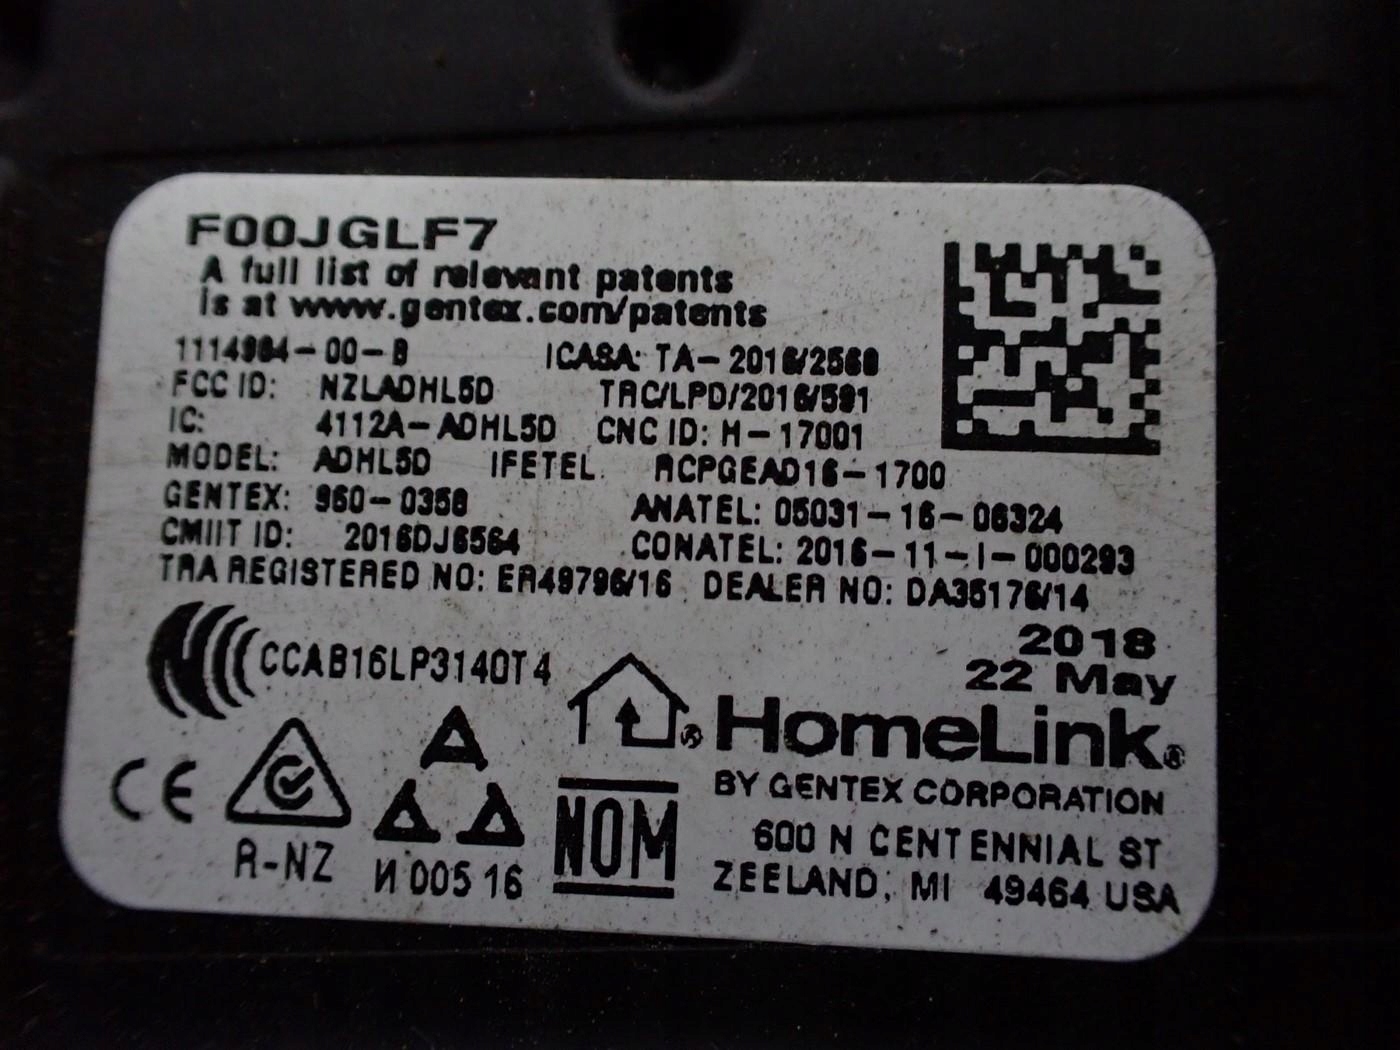 F00JGLF7
A full list of relevant patents
is at www.gentex.com/patents
1114984-00-B ICASA: TA-2016/2560
FCC ID: NZLADHL5D TRC/LPD/2016/591
IC: 4112A-ADHL5D CNC ID: H-17001
MODEL: ADHL5D IFETEL: RCPGEAD16-1700
GENTEX: 960-0358 ANATEL: 05031-16-06324
CMIIT ID: 2016DJ6564 CONATEL: 2016-11-I-000293
TRA REGISTERED NO: ER49796/16 DEALER NO: DA35176/14
CCAB16LP3140T4
2018
22 May
HomeLink®
BY GENTEX CORPORATION
600 N CENTENNIAL ST
ZEELAND, MI 49464 USA
CE
R-NZ
И 005 16
NOM